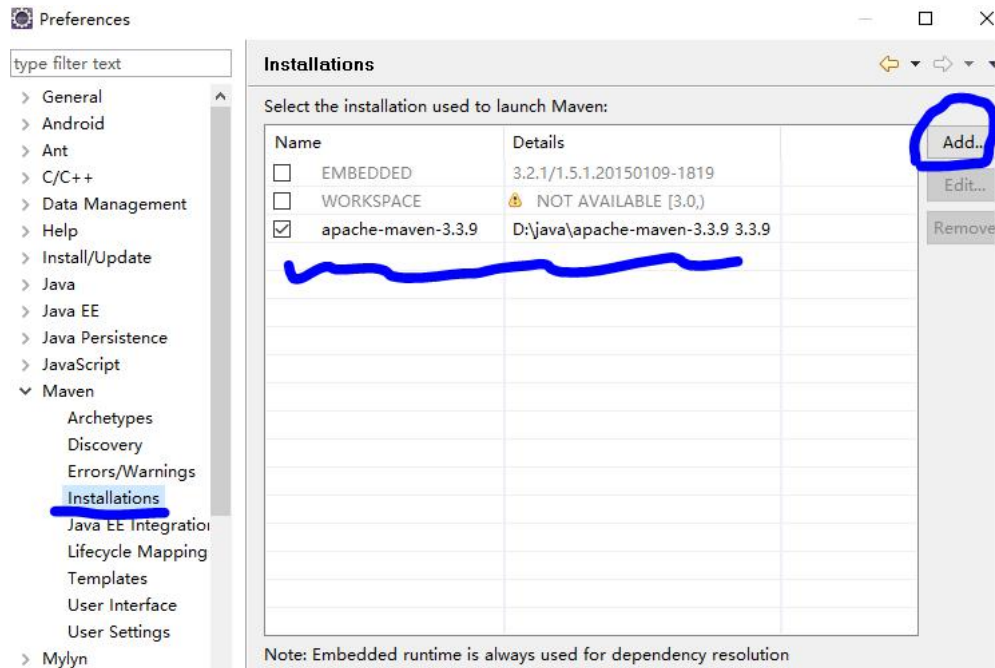 Preferences
type filter text
General
Android
Ant
C/C++
Data Management
Help
Install/Update
Java
Java EE
Java Persistence
JavaScript
Maven
Archetypes
Discovery
Errors/Warnings
Installations
Java EE Integration
Lifecycle Mapping
Templates
User Interface
User Settings
Mylyn
Installations
Select the installation used to launch Maven:
Name Details
EMBEDDED 3.2.1/1.5.1.20150109-1819
WORKSPACE NOT AVAILABLE [3.0,)
apache-maven-3.3.9 D:\java\apache-maven-3.3.9 3.3.9
Add...
Edit...
Remove
Note: Embedded runtime is always used for dependency resolution